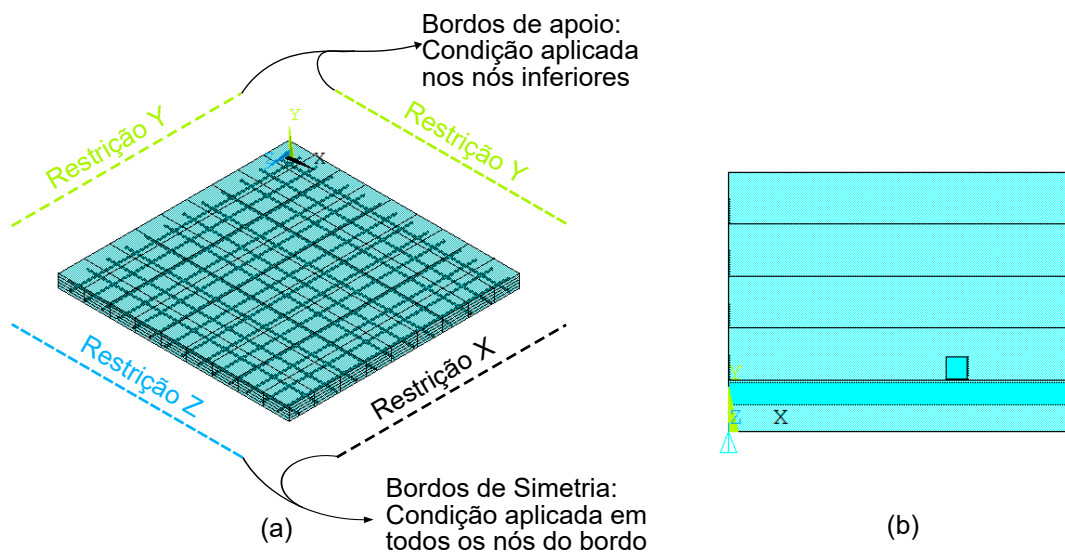 Bordos de apoio:
Condição aplicada
nos nós inferiores
Restrição Y
Restrição Y
Y
X
Restrição Z
Restrição X
Y
Z
X
Bordos de Simetria:
Condição aplicada em
todos os nós do bordo
(a)
(b)